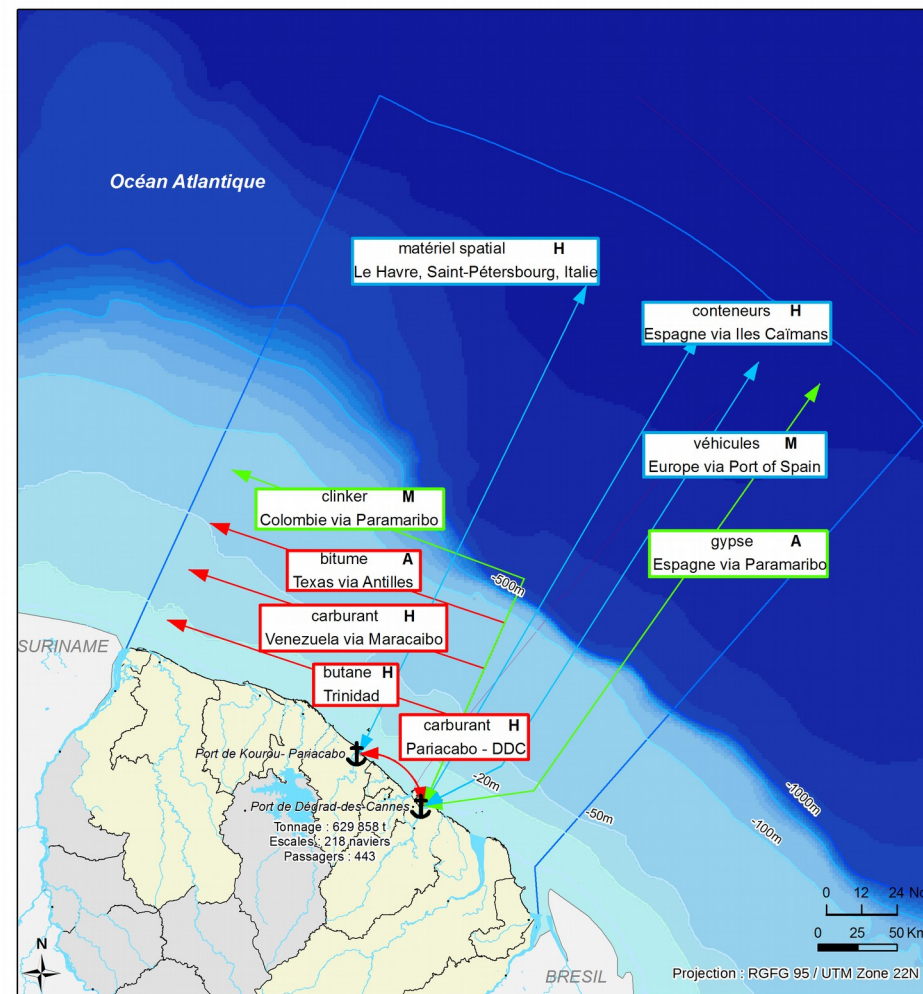 Océan Atlantique
matériel spatial H
Le Havre, Saint-Pétersbourg, Italie
conteneurs H
Espagne via Iles Caïmans
véhicules M
Europe via Port of Spain
clinker M
Colombie via Paramaribo
gypse A
Espagne via Paramaribo
bitume A
Texas via Antilles
-500m
carburant H
Venezuela via Maracaibo
SURINAME
butane H
Trinidad
carburant H
Pariacabo - DDC
Port de Kourou- Pariacabo
-20m
-1000m
-50m
-100m
Port de Dégrad-des-Cannes
Tonnage : 629 858 t
Escales : 218 naviers
Passagers : 443
0 12 24 No
0 25 50 Km
N
BRESIL
Projection : RGFG 95 / UTM Zone 22N